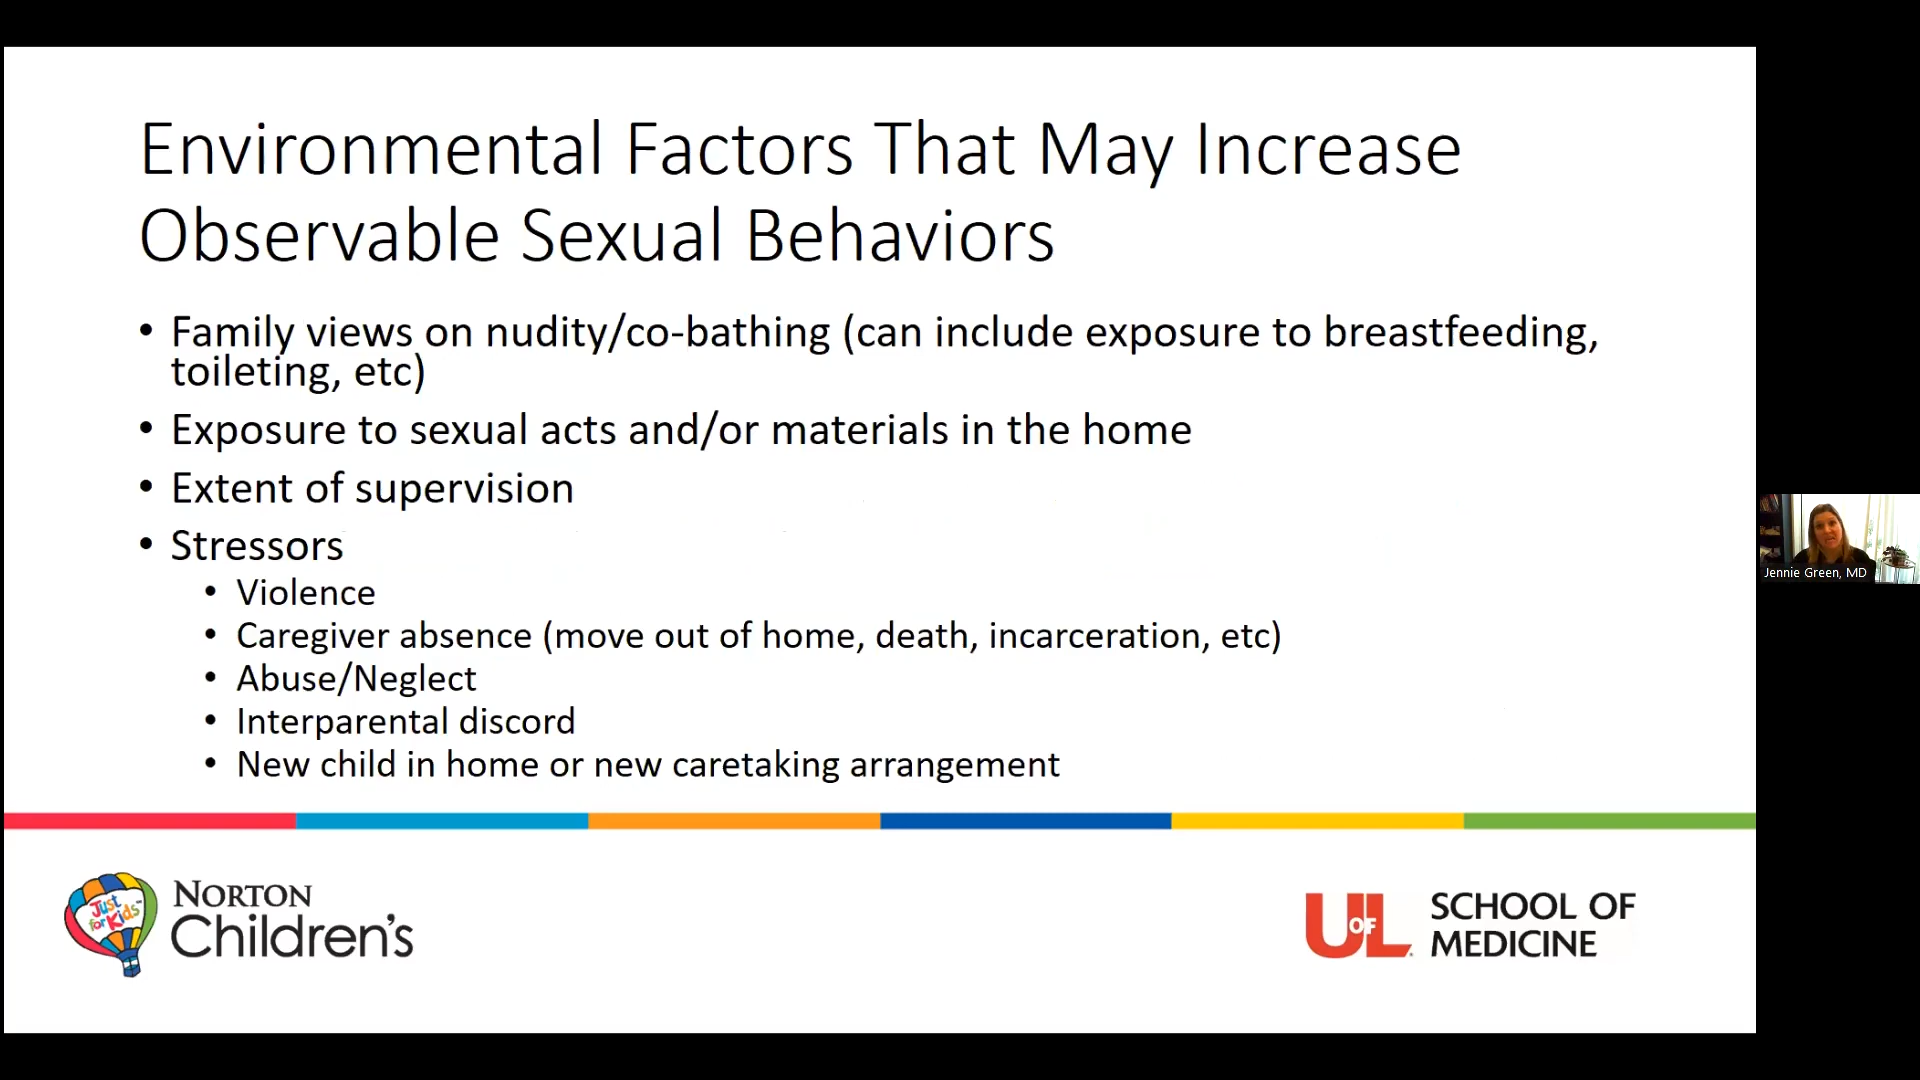 Environmental Factors That May Increase
Observable Sexual Behaviors
• Family views on nudity/co-bathing (can include exposure to breastfeeding,
toileting, etc)
• Exposure to sexual acts and/or materials in the home
• Extent of supervision
• Stressors
• Violence
• Caregiver absence (move out of home, death, incarceration, etc)
• Abuse/Neglect
• Interparental discord
• New child in home or new caretaking arrangement
Jennie Green, MD
Just
for Kids™
NORTON
Children's
UOFL
SCHOOL OF
MEDICINE